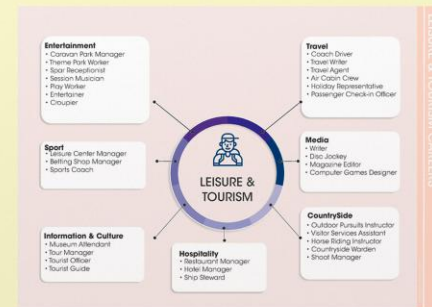 Entertainment
• Caravan Park Manager
• Theme Park Worker
• Spar Receptionist
• Session Musician
• Play Worker
• Entertainer
• Croupier
Sport
• Leisure Center Manager
• Betting Shop Manager
• Sports Coach
Information & Culture
• Museum Attendant
• Tour Manager
• Tourist Officer
• Tourist Guide
LEISURE &
TOURISM
Hospitality
• Restaurant Manager
• Hotel Manager
• Ship Steward
Travel
• Coach Driver
• Travel Writer
• Travel Agent
• Air Cabin Crew
• Holiday Representative
• Passenger Check-in Officer
Media
• Writer
• Disc Jockey
• Magazine Editor
• Computer Games Designer
CountrySide
• Outdoor Pursuits Instructor
• Visitor Services Assistant
• Horse Riding Instructor
• Countryside Warden
• Shoot Manager
LEISURE & TOURISM CAREERS